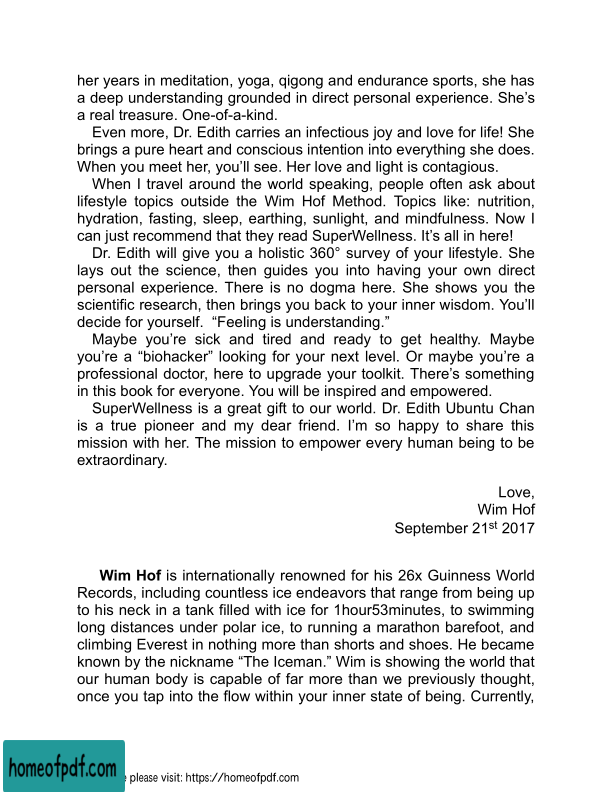 her years in meditation, yoga, qigong and endurance sports, she has
a deep understanding grounded in direct personal experience. She’s
a real treasure. One-of-a-kind.
Even more, Dr. Edith carries an infectious joy and love for life! She
brings a pure heart and conscious intention into everything she does.
When you meet her, you’ll see. Her love and light is contagious.
When I travel around the world speaking, people often ask about
lifestyle topics outside the Wim Hof Method. Topics like: nutrition,
hydration, fasting, sleep, earthing, sunlight, and mindfulness. Now I
can just recommend that they read SuperWellness. It’s all in here!
Dr. Edith will give you a holistic 360° survey of your lifestyle. She
lays out the science, then guides you into having your own direct
personal experience. There is no dogma here. She shows you the
scientific research, then brings you back to your inner wisdom. You’ll
decide for yourself.  “Feeling is understanding.”
Maybe you’re sick and tired and ready to get healthy. Maybe
you’re a “biohacker” looking for your next level. Or maybe you’re a
professional doctor, here to upgrade your toolkit. There’s something
in this book for everyone. You will be inspired and empowered.
SuperWellness is a great gift to our world. Dr. Edith Ubuntu Chan
is a true pioneer and my dear friend. I’m so happy to share this
mission with her. The mission to empower every human being to be
extraordinary.
Love,
Wim Hof
September 21st 2017
Wim Hof is internationally renowned for his 26x Guinness World
Records, including countless ice endeavors that range from being up
to his neck in a tank filled with ice for 1hour53minutes, to swimming
long distances under polar ice, to running a marathon barefoot, and
climbing Everest in nothing more than shorts and shoes. He became
known by the nickname “The Iceman.” Wim is showing the world that
our human body is capable of far more than we previously thought,
once you tap into the flow within your inner state of being. Currently,
homeofpdf.com
please visit: https://homeofpdf.com